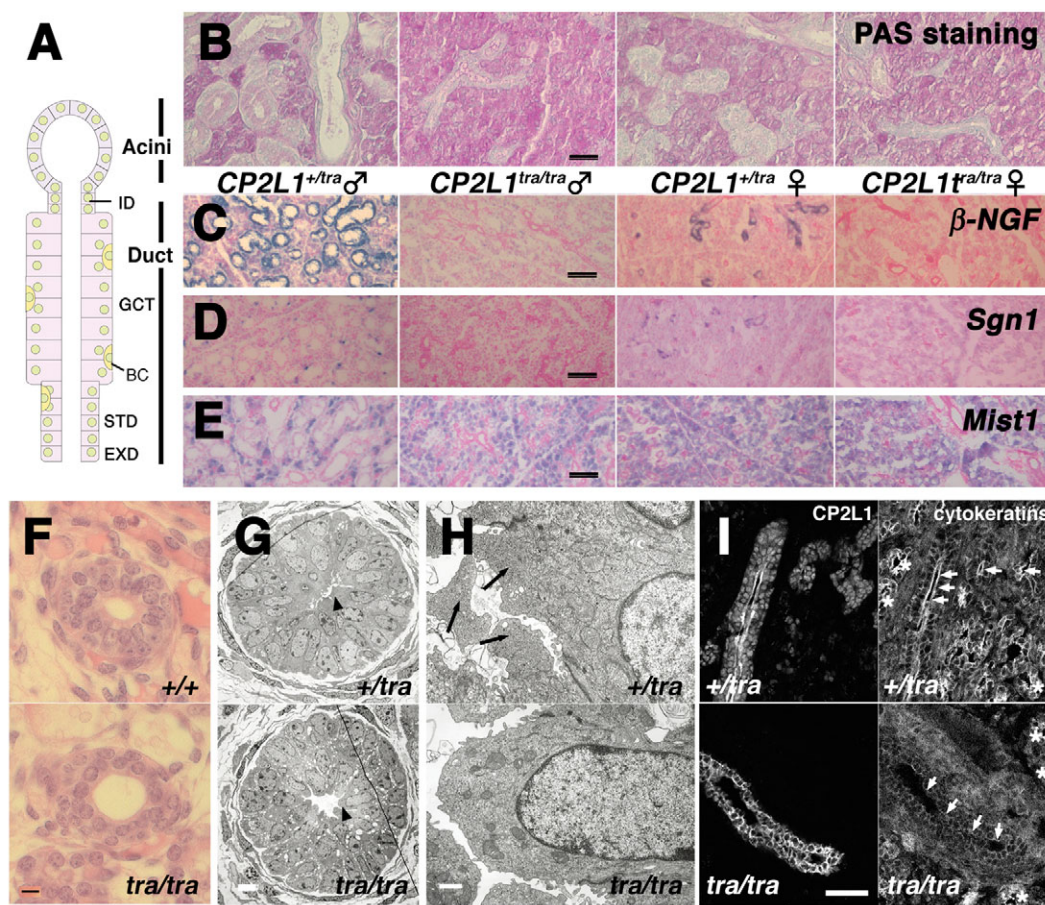 A
Acini
ID
Duct
GCT
BC
STD
EXD
B
PAS staining
CP2L1+/tra ♂
CP2L1tra/tra ♂
CP2L1+/tra ♀
CP2L1tra/tra ♀
C
β-NGF
D
Sgn1
E
Mist1
F
+/+
tra/tra
G
+/tra
tra/tra
H
+/tra
tra/tra
I
CP2L1
cytokeratins
+/tra
+/tra
tra/tra
tra/tra